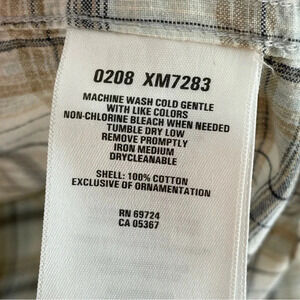 0208 XM7283
MACHINE WASH COLD GENTLE
WITH LIKE COLORS
NON-CHLORINE BLEACH WHEN NEEDED
TUMBLE DRY LOW
REMOVE PROMPTLY
IRON MEDIUM
DRYCLEANABLE
SHELL: 100% COTTON
EXCLUSIVE OF ORNAMENTATION
RN 69724
CA 05367